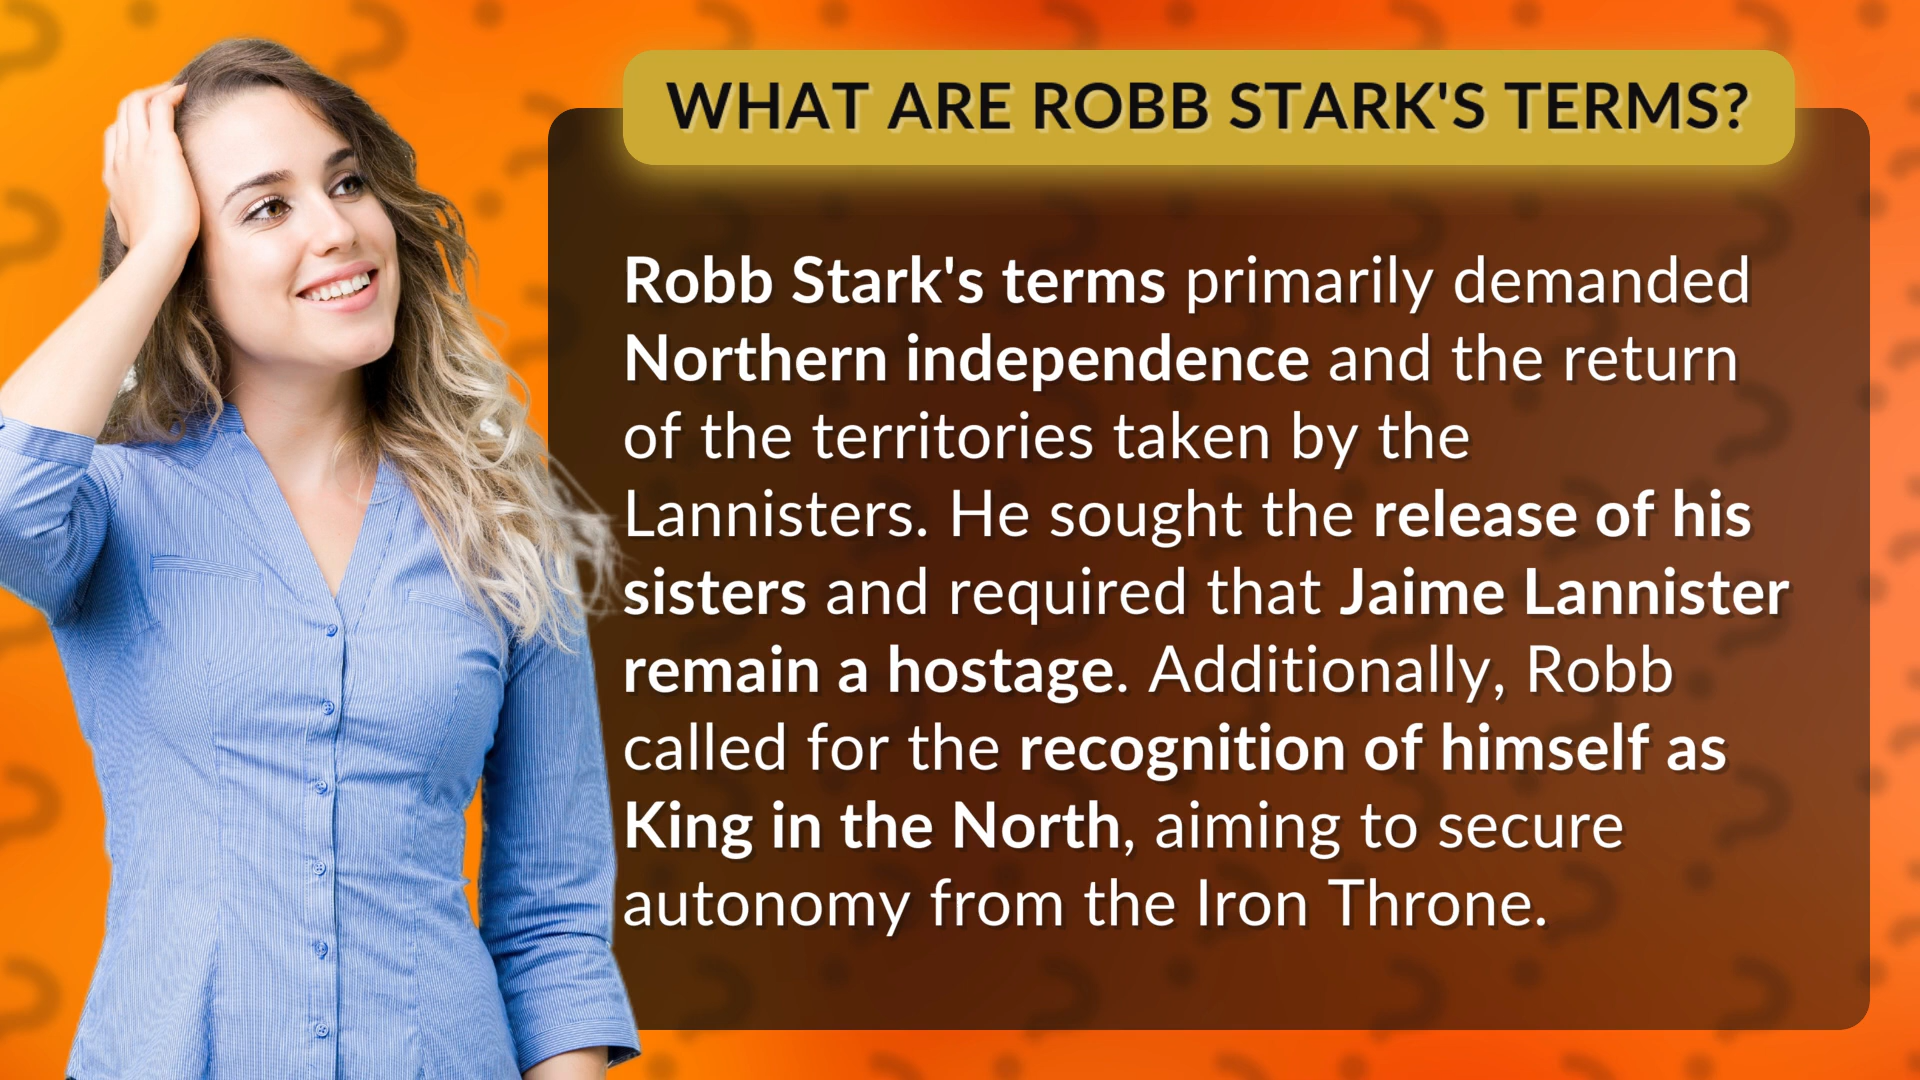 WHAT ARE ROBB STARK'S TERMS?
Robb Stark's terms primarily demanded
Northern independence and the return
of the territories taken by the
Lannisters. He sought the release of his
sisters and required that Jaime Lannister
remain a hostage. Additionally, Robb
called for the recognition of himself as
King in the North, aiming to secure
autonomy from the Iron Throne.